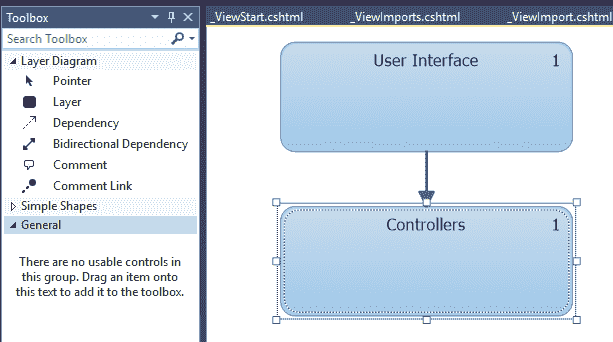 Toolbox
Search Toolbox
Layer Diagram
Pointer
Layer
Dependency
Bidirectional Dependency
Comment
Comment Link
Simple Shapes
General
There are no usable controls in
this group. Drag an item onto
this text to add it to the toolbox.
_ViewStart.cshtml _ViewImports.cshtml _ViewImport.cshtml
User Interface 1
Controllers 1